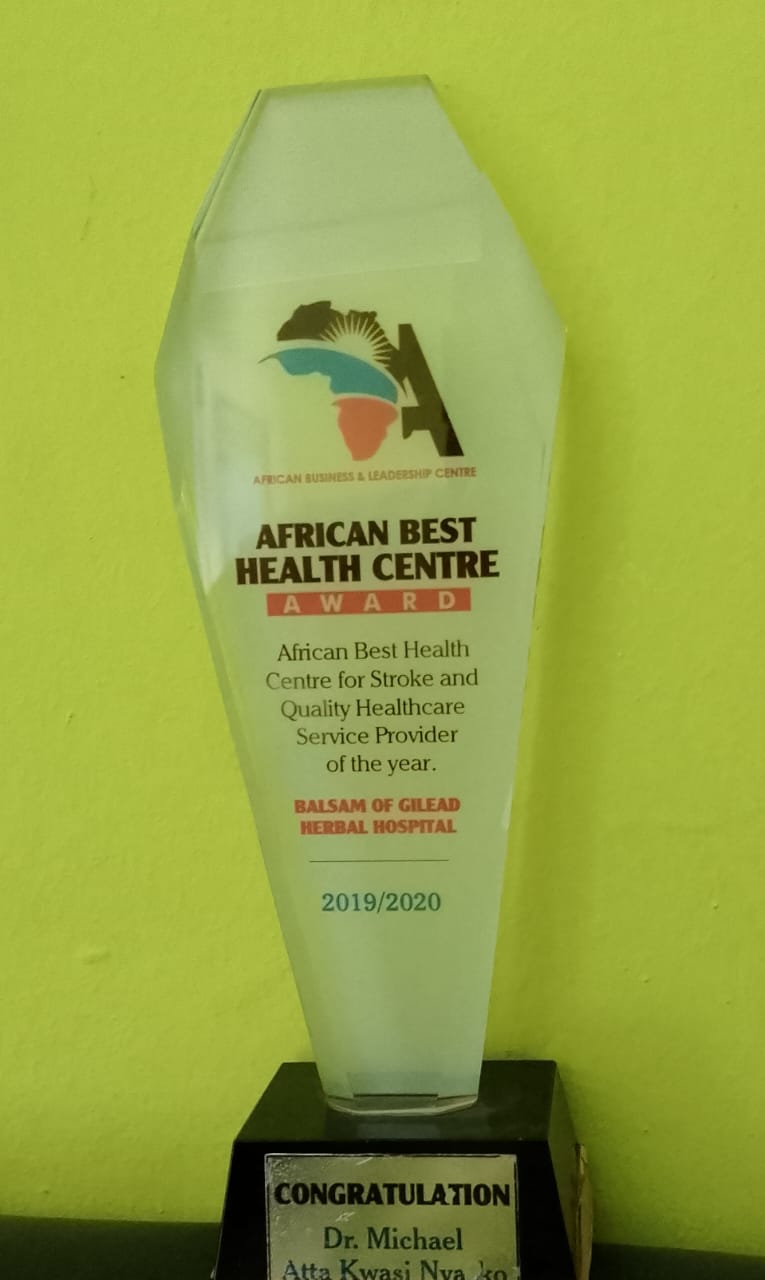 A
AFRICAN BUSINESS & LEADERSHIP CENTRE
AFRICAN BEST
HEALTH CENTRE
AWARD
African Best Health
Centre for Stroke and
Quality Healthcare
Service Provider
of the year.
BALSAM OF GILEAD
HERBAL HOSPITAL
2019/2020
CONGRATULATION
Dr. Michael
Atta Kwasi